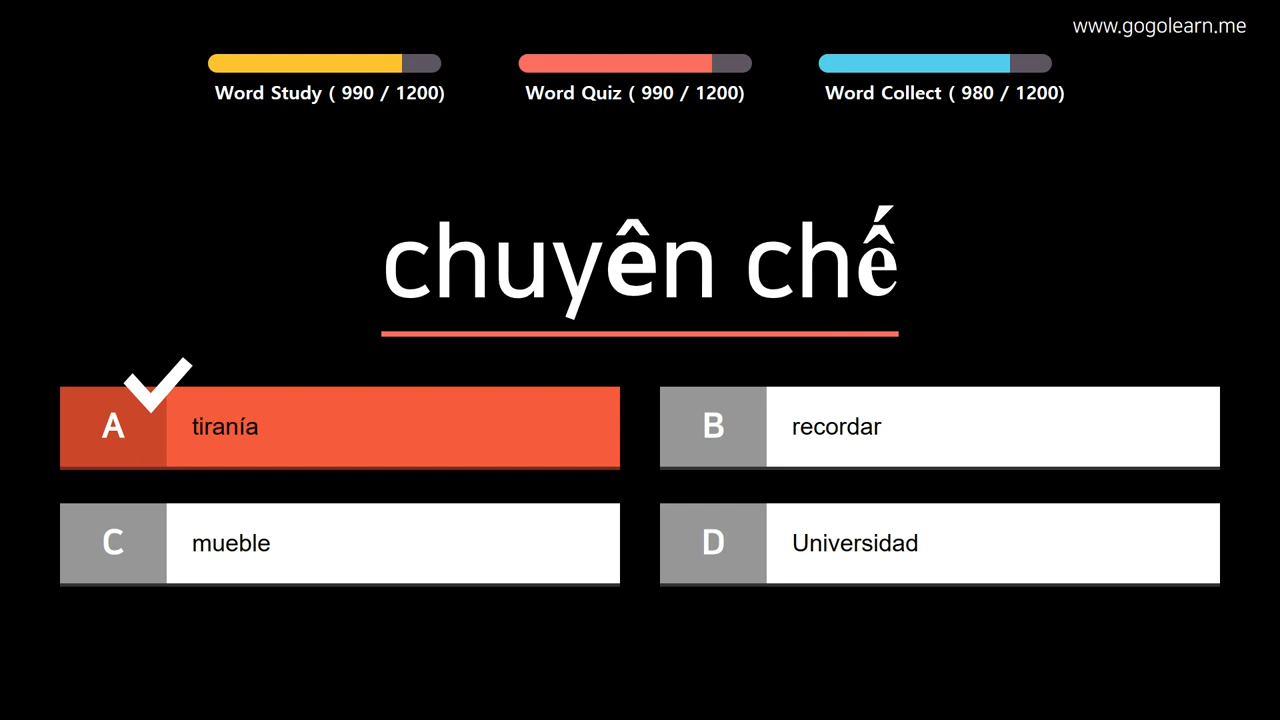 www.gogolearn.me
Word Study ( 990 / 1200)
Word Quiz ( 990 / 1200)
Word Collect ( 980 / 1200)
chuyên chế
A tiranía
B recordar
C mueble
D Universidad